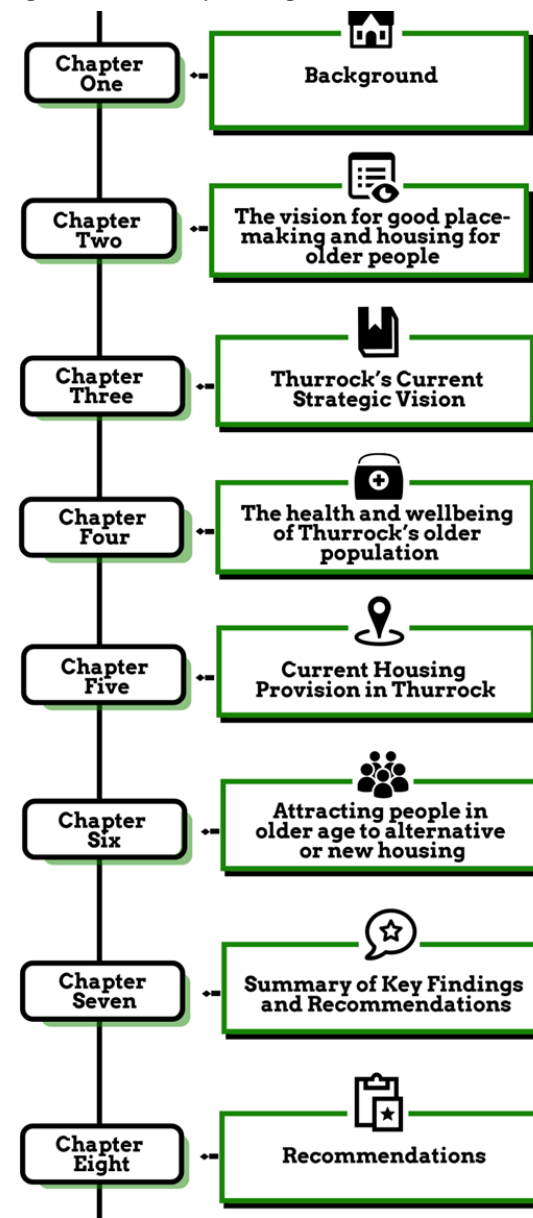 Chapter
One
Background
Chapter
Two
The vision for good place-
making and housing for
older people
Chapter
Three
Thurrock's Current
Strategic Vision
Chapter
Four
The health and wellbeing
of Thurrock's older
population
Chapter
Five
Current Housing
Provision in Thurrock
Chapter
Six
Attracting people in
older age to alternative
or new housing
Chapter
Seven
Summary of Key Findings
and Recommendations
Chapter
Eight
Recommendations